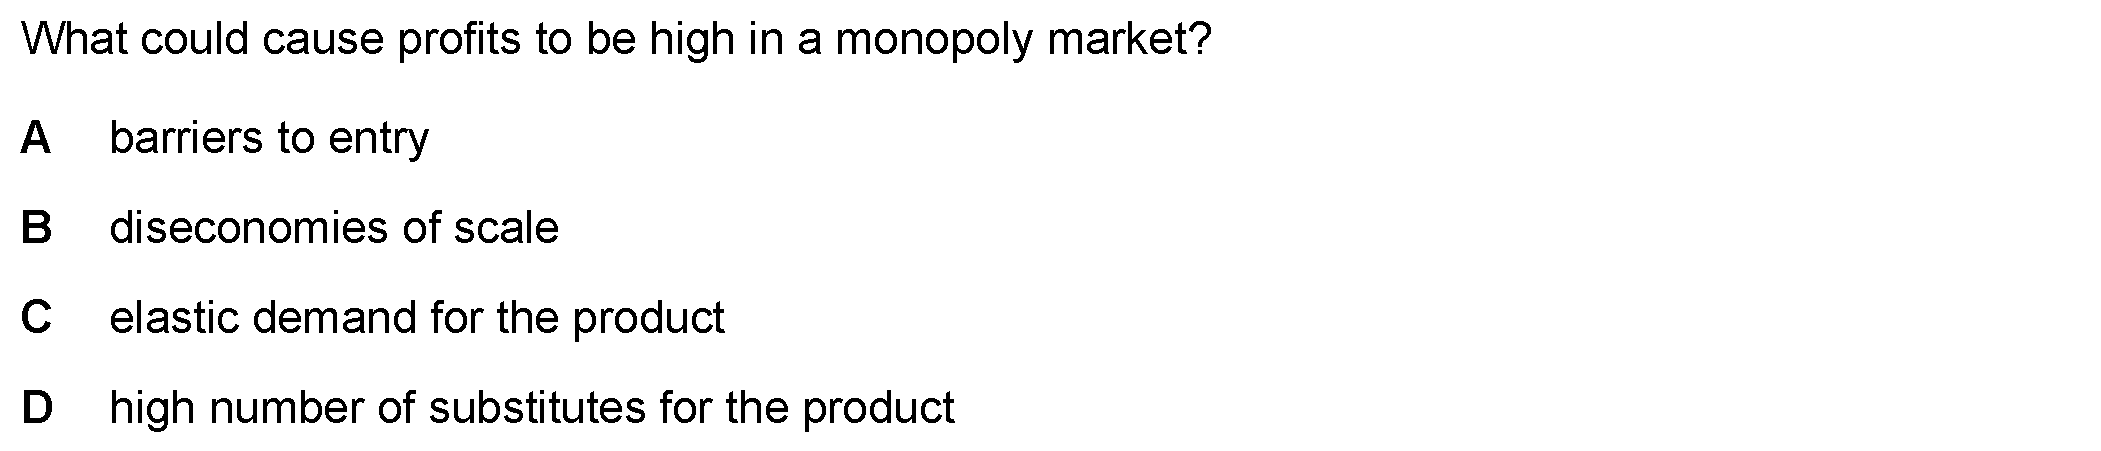 What could cause profits to be high in a monopoly market?
A barriers to entry
B diseconomies of scale
C elastic demand for the product
D high number of substitutes for the product